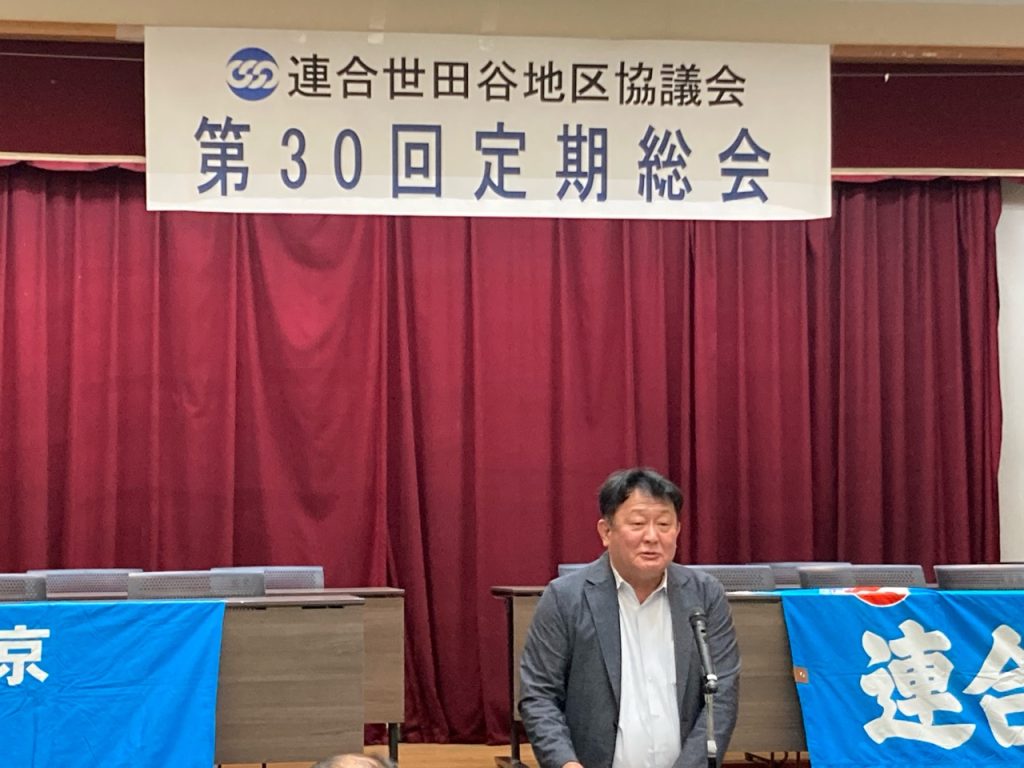 連合世田谷地区協議会
第30回定期総会
京
連合